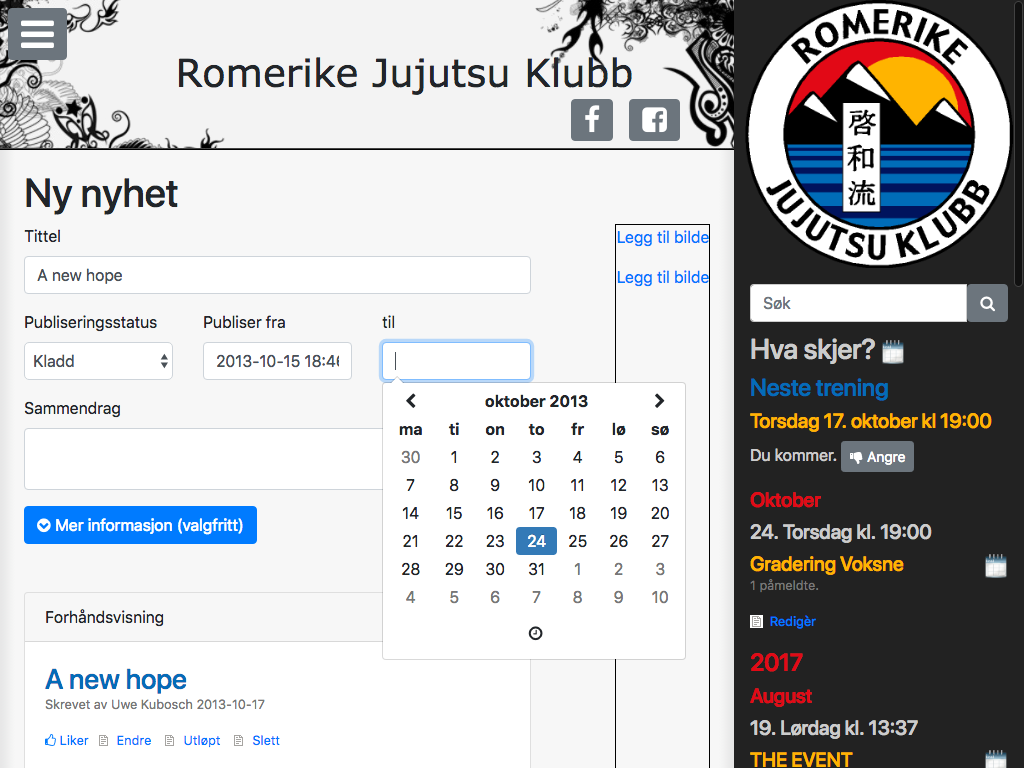 Romerike Jujutsu Klubb
ROMERIKE
啓和流
JUJUTSU KLUBB
Ny nyhet
Tittel
A new hope
Legg til bilde
Legg til bilde
Publiseringsstatus
Publiser fra
til
Kladd
2013-10-15 18:46
Sammendrag
Mer informasjon (valgfritt)
oktober 2013
ma ti on to fr lø sø
30 1 2 3 4 5 6
7 8 9 10 11 12 13
14 15 16 17 18 19 20
21 22 23 24 25 26 27
28 29 30 31 1 2 3
4 5 6 7 8 9 10
Forhåndsvisning
A new hope
Skrevet av Uwe Kubosch 2013-10-17
Liker Endre Utløpt Slett
Søk
Hva skjer?
Neste trening
Torsdag 17. oktober kl 19:00
Du kommer. Angre
Oktober
24. Torsdag kl. 19:00
Gradering Voksne
1 påmeldte.
Redigèr
2017
August
19. Lørdag kl. 13:37
THE EVENT